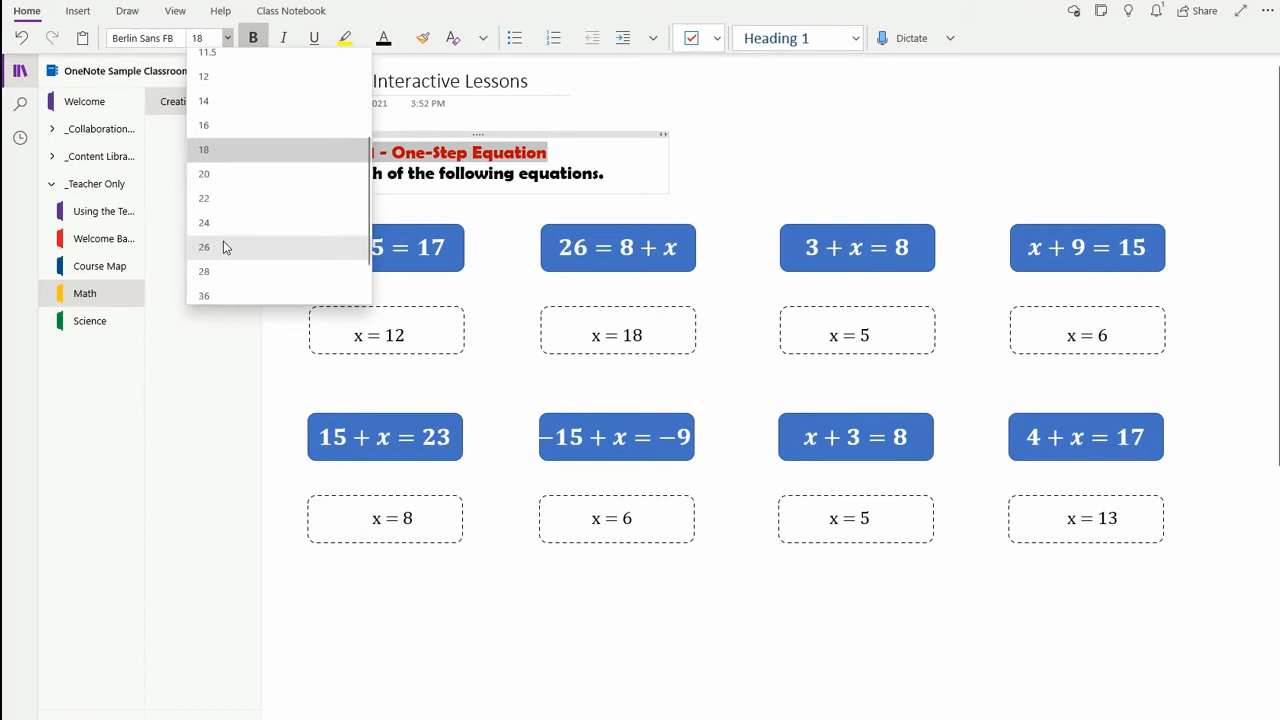 Home Insert Draw View Help Class Notebook Share
Berlin Sans FB 18 B I U A A Heading 1 Dictate
OneNote Sample Classroom
Welcome
_Collaboration...
_Content Libra...
_Teacher Only
Using the Te...
Welcome Ba...
Course Map
Math
Science
Creati
11.5
12
14
16
18
20
22
24
26
28
36
Interactive Lessons
2021 3:52 PM
- One-Step Equation
h of the following equations.
5 = 17 26 = 8 + x 3 + x = 8 x + 9 = 15
x = 12 x = 18 x = 5 x = 6
15 + x = 23 −15 + x = −9 x + 3 = 8 4 + x = 17
x = 8 x = 6 x = 5 x = 13